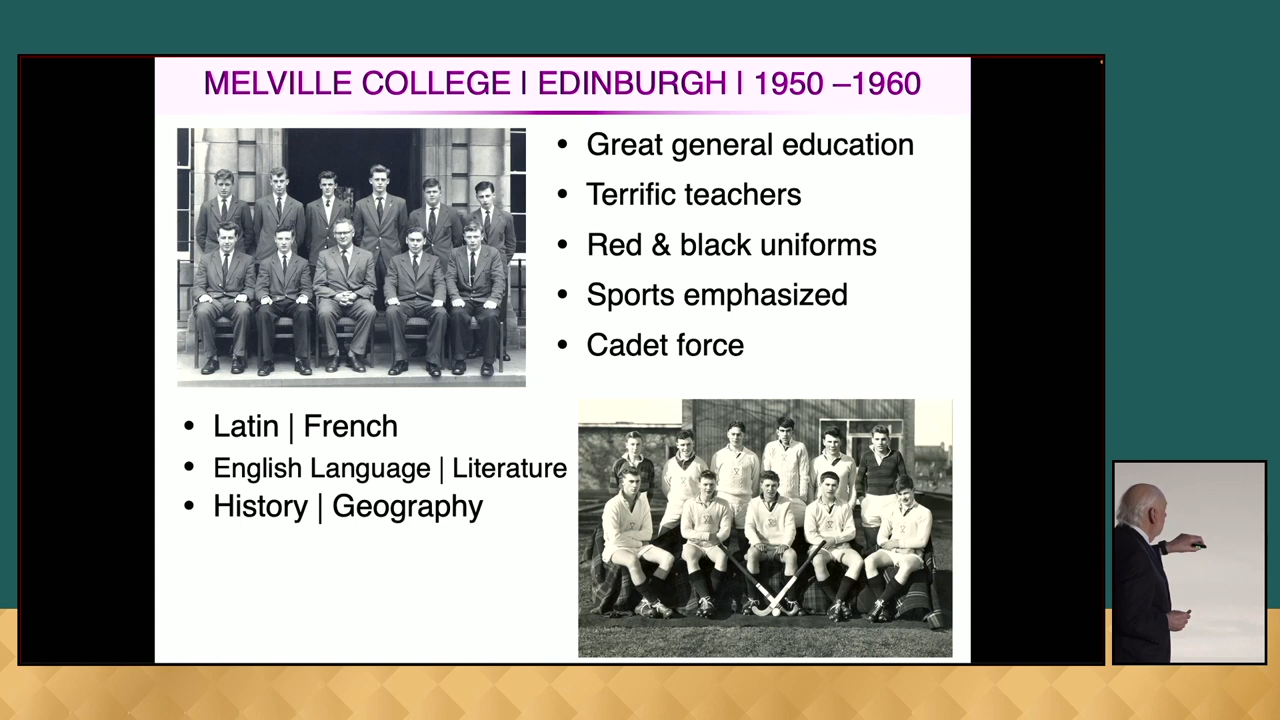 MELVILLE COLLEGE | EDINBURGH | 1950 –1960
• Great general education
• Terrific teachers
• Red & black uniforms
• Sports emphasized
• Cadet force
• Latin | French
• English Language | Literature
• History | Geography